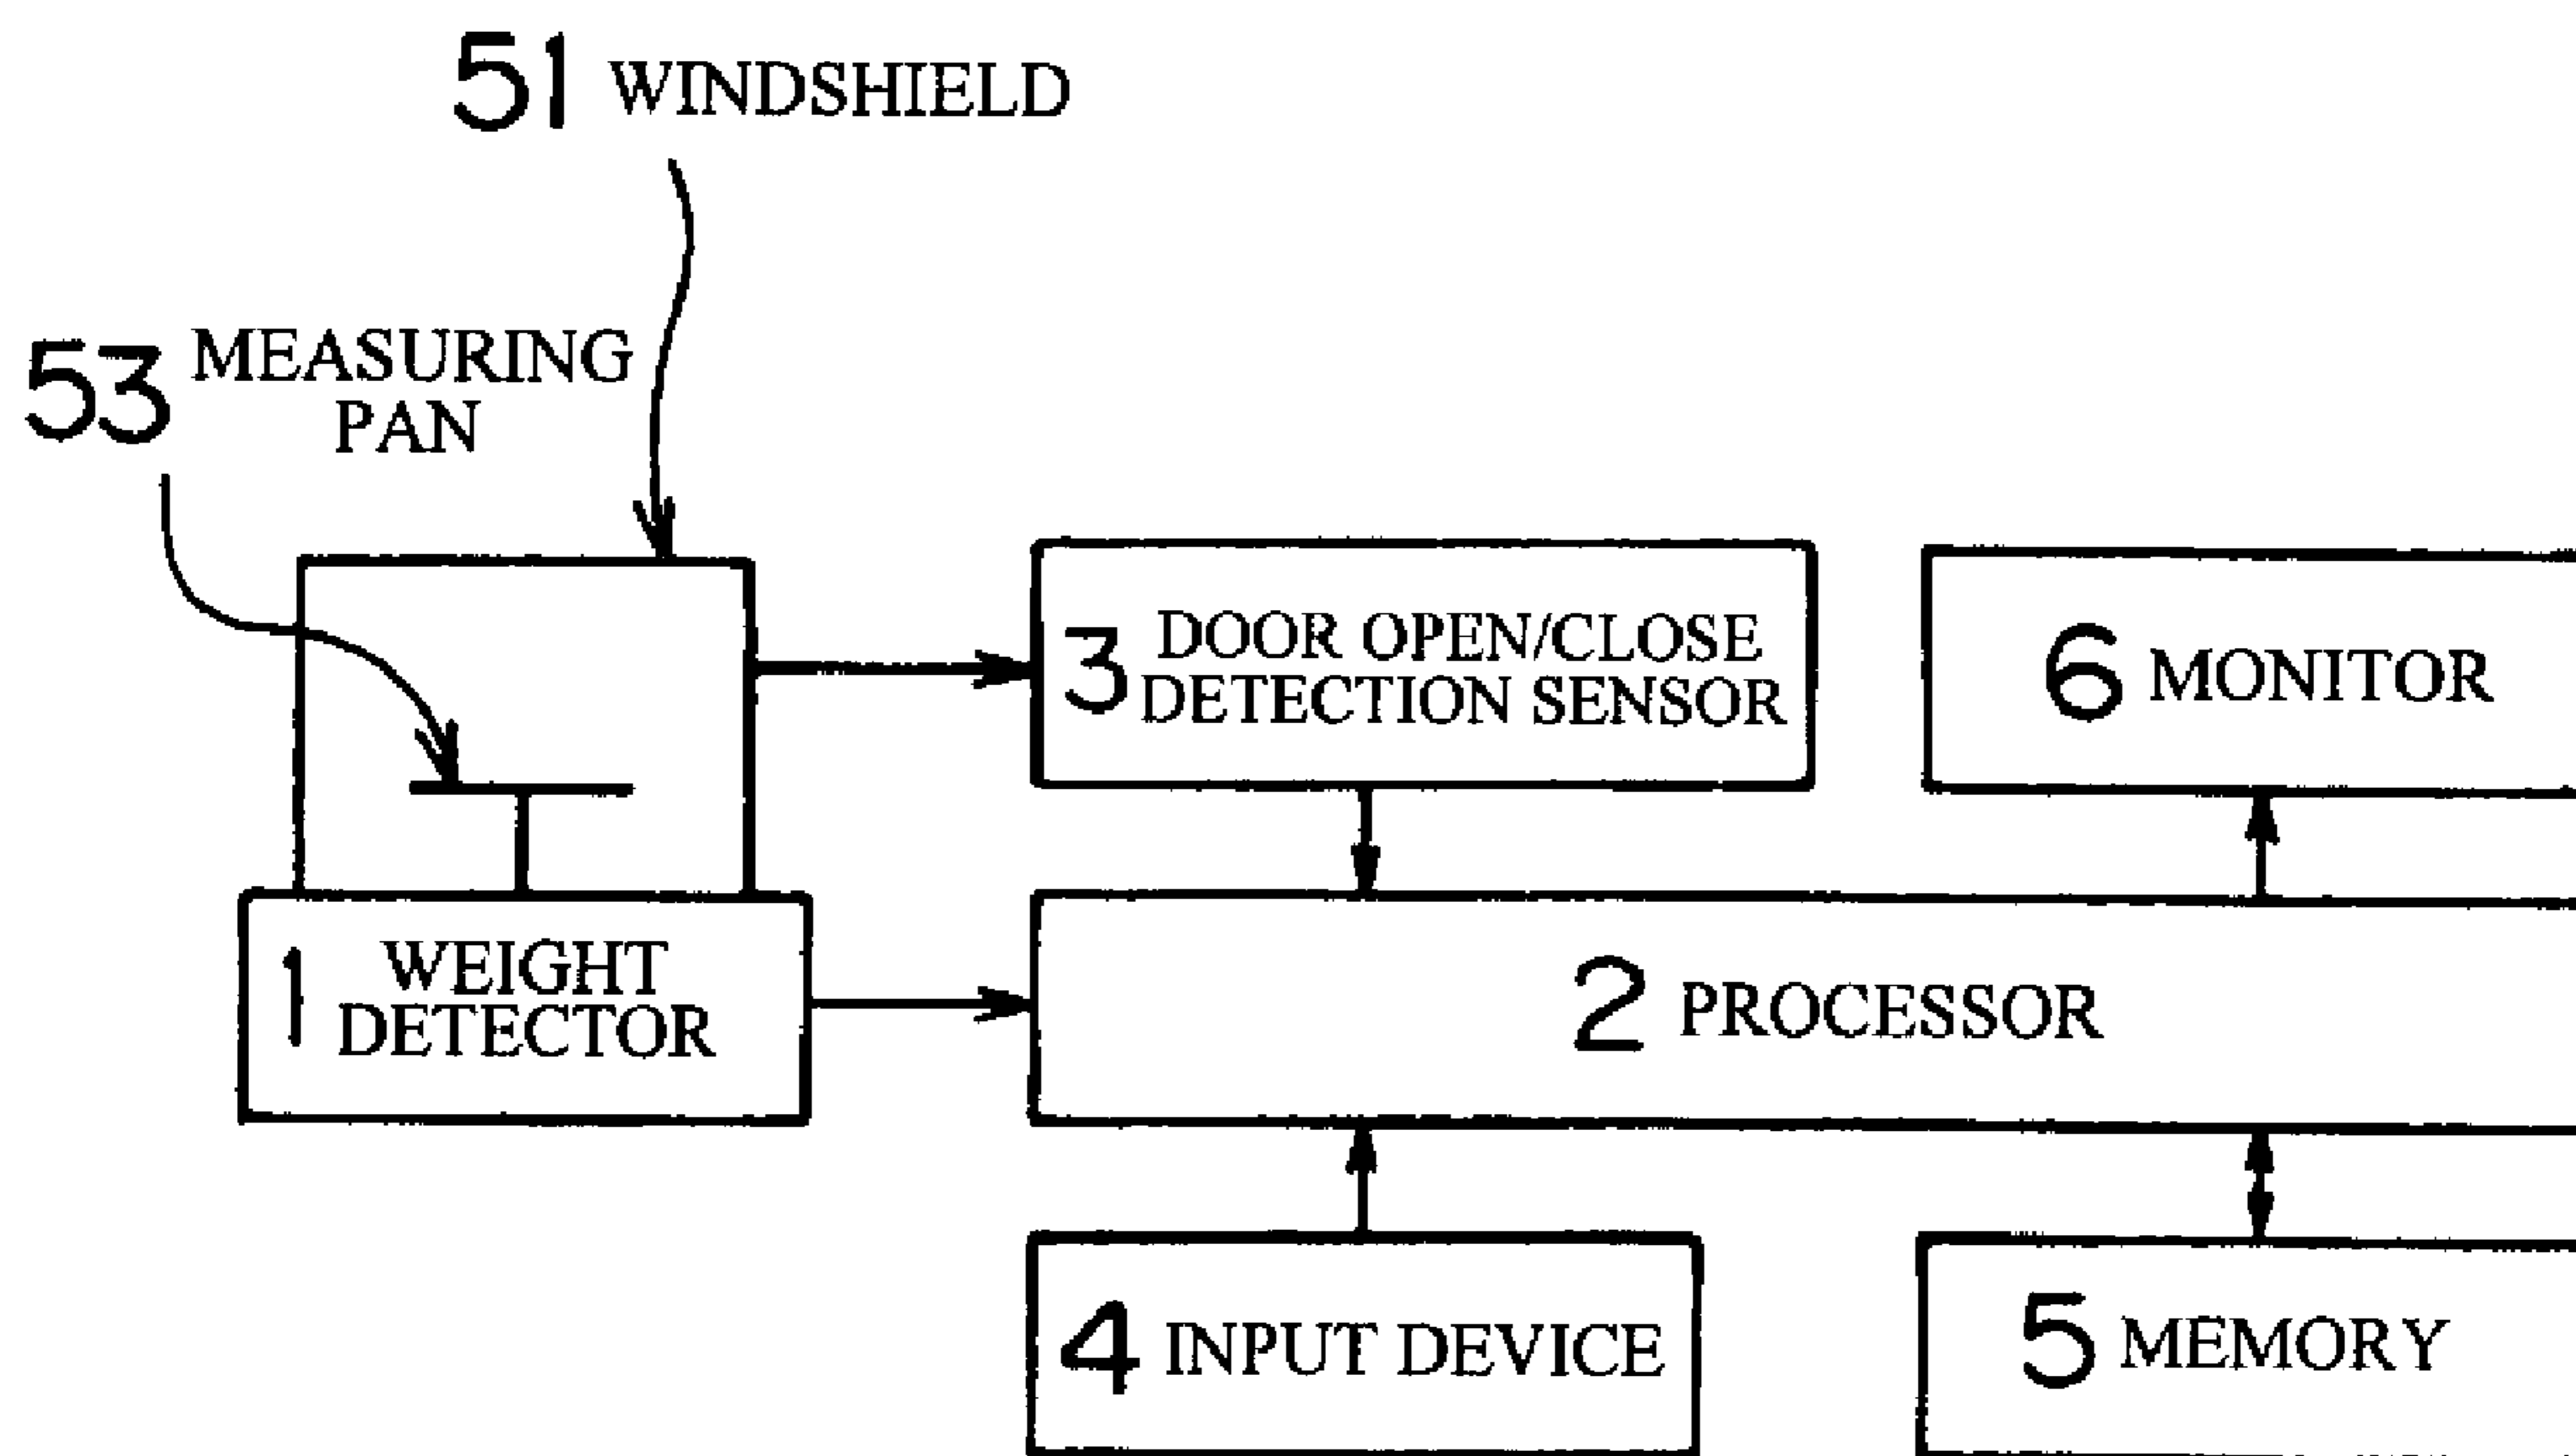 51 WINDSHIELD
53 MEASURING
PAN
3 DOOR OPEN/CLOSE
DETECTION SENSOR
6 MONITOR
1 WEIGHT
DETECTOR
2 PROCESSOR
4 INPUT DEVICE
5 MEMORY